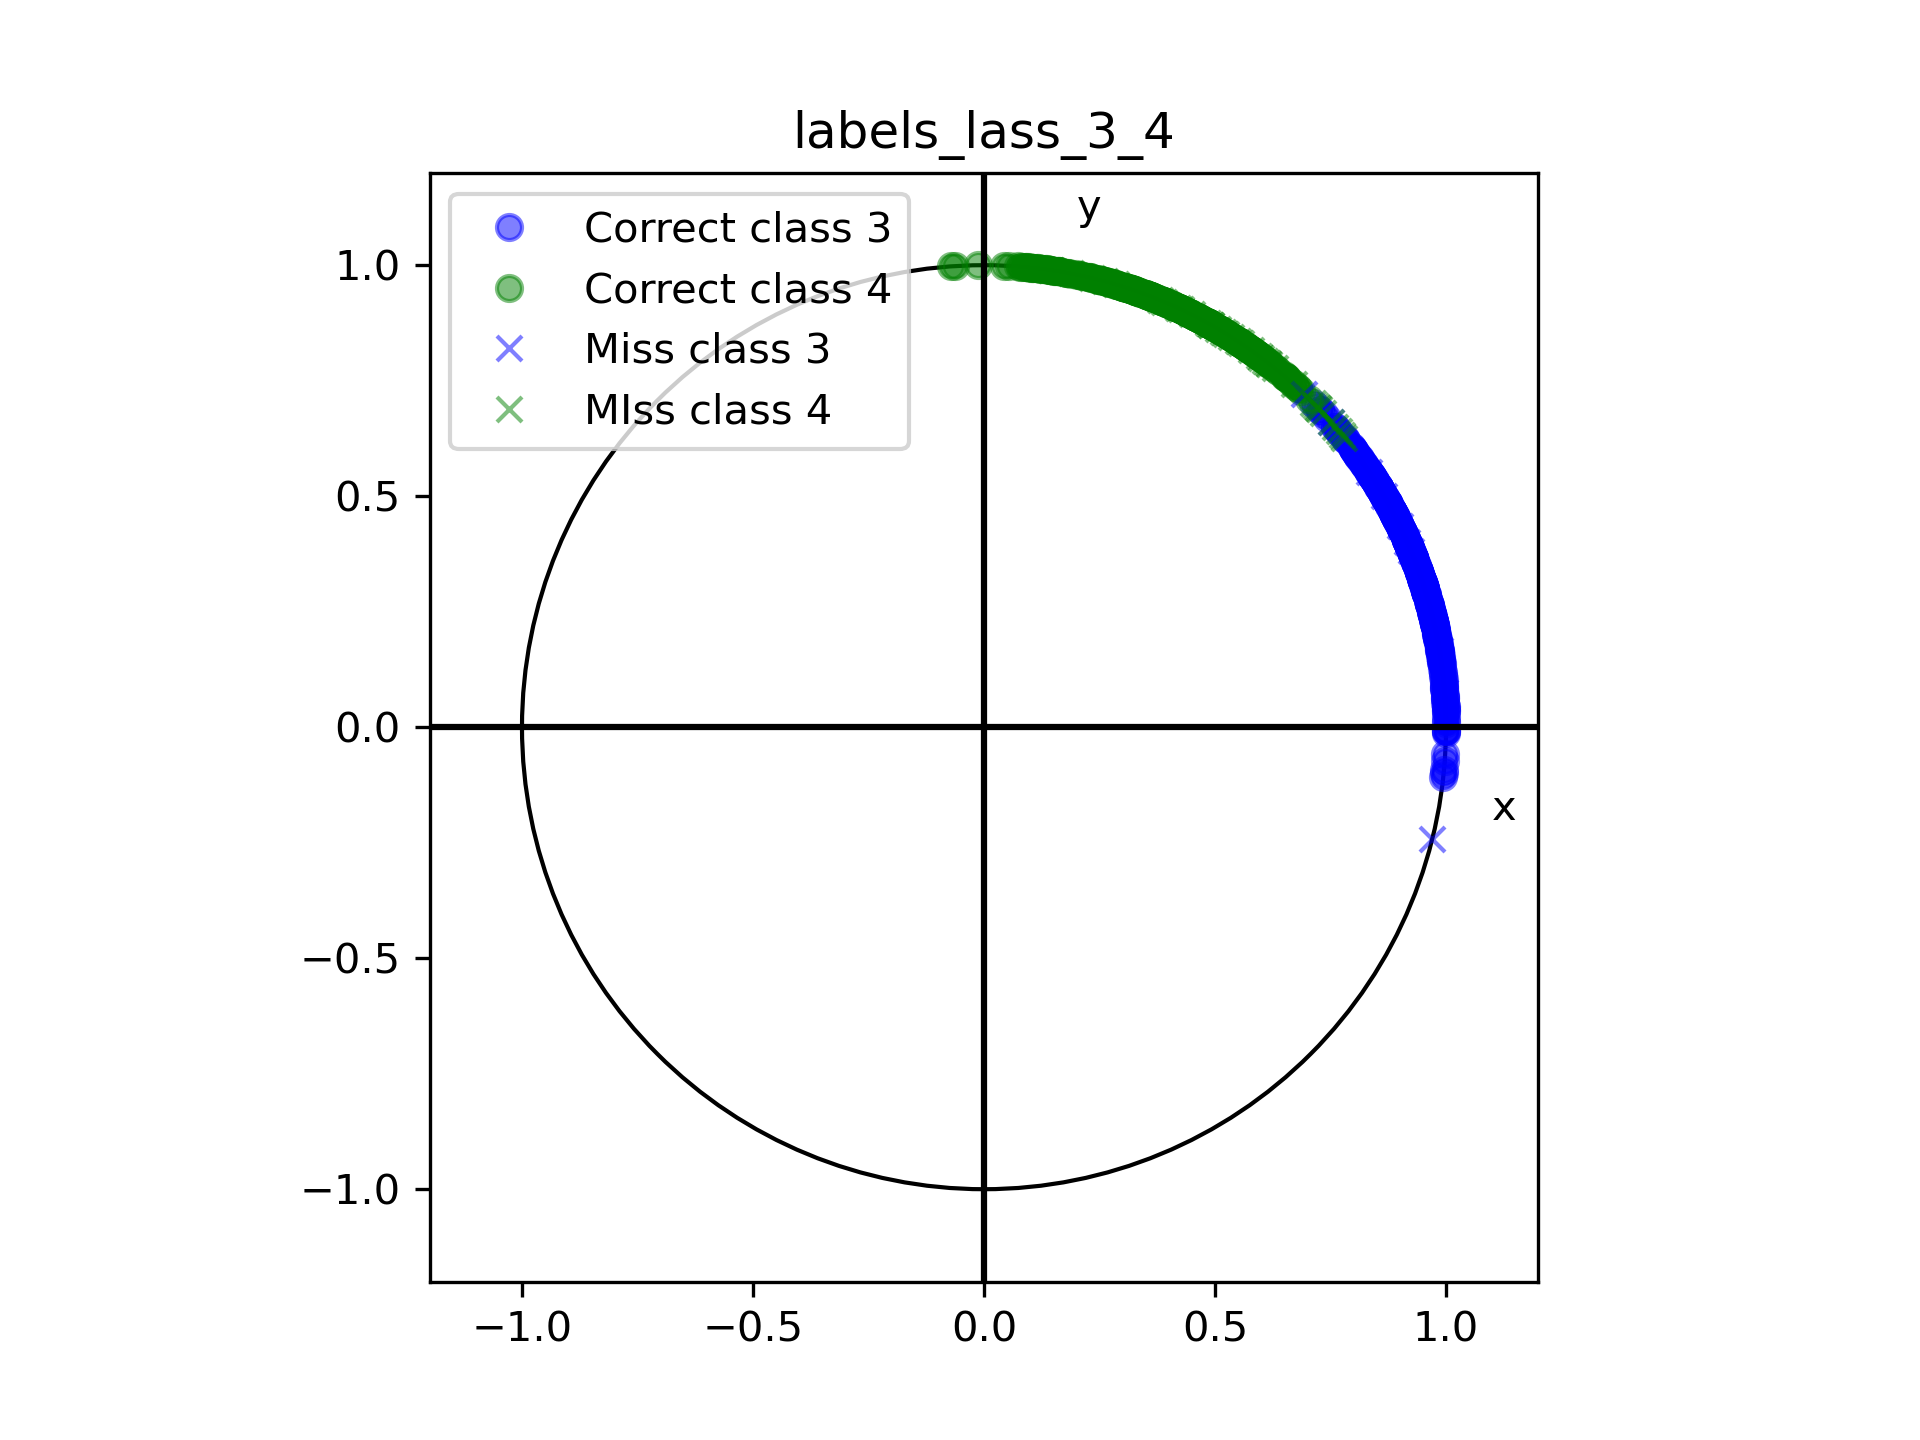 labels_lass_3_4
Correct class 3
Correct class 4
Miss class 3
MIss class 4
y
x
1.0
0.5
0.0
−0.5
−1.0
−1.0 −0.5 0.0 0.5 1.0